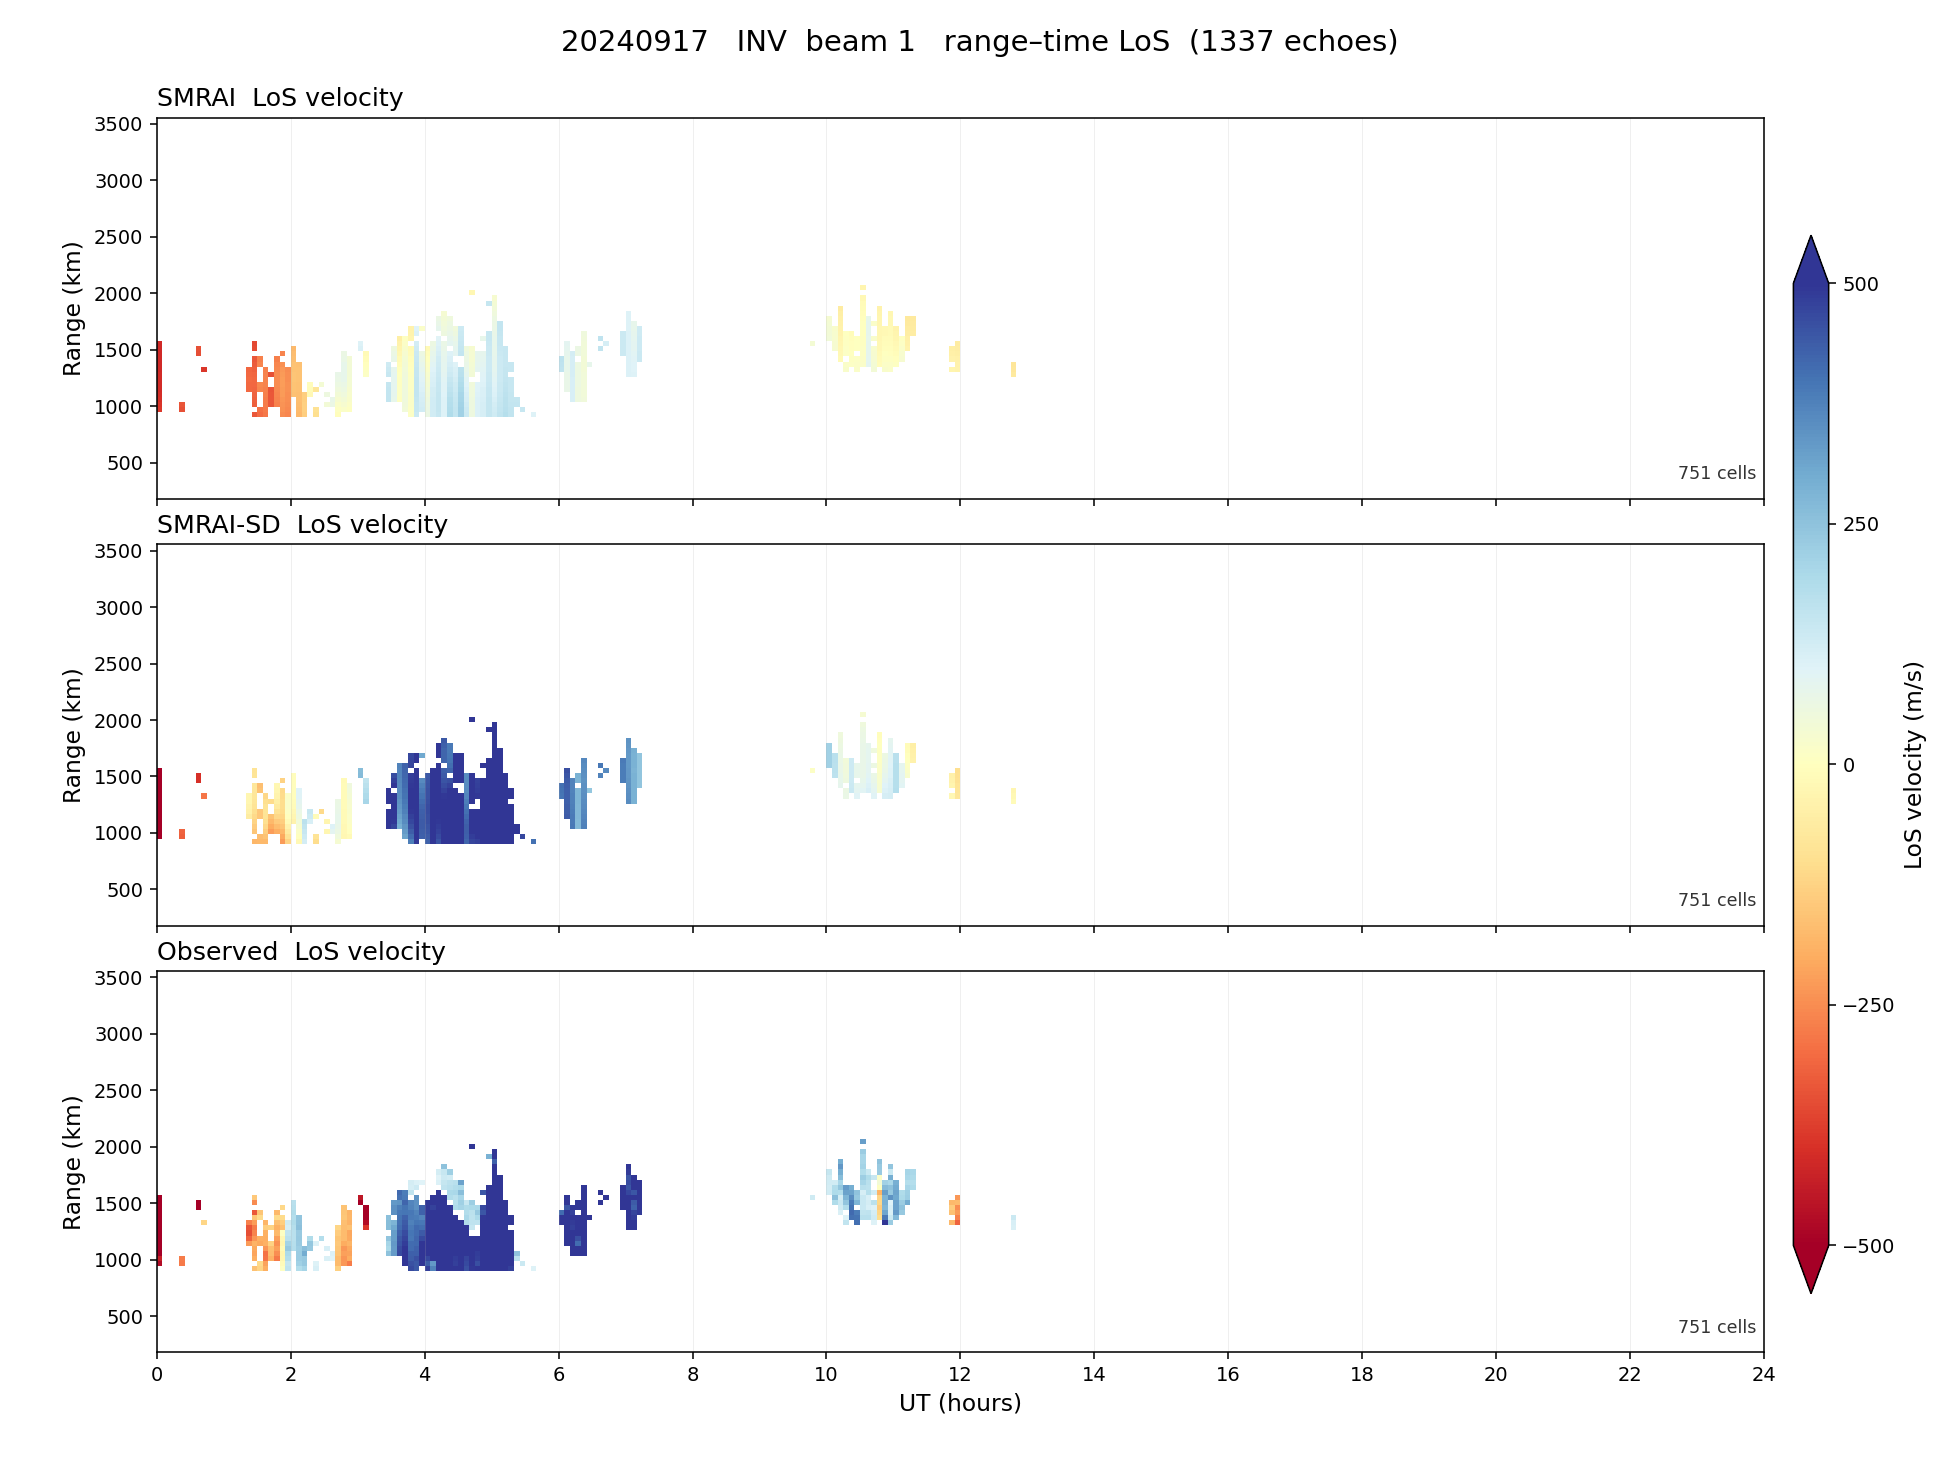 20240917   INV  beam 1   range–time LoS  (1337 echoes)
SMRAI  LoS velocity
3500
3000
2500
2000
1500
1000
500
Range (km)
751 cells
SMRAI-SD  LoS velocity
3500
3000
2500
2000
1500
1000
500
Range (km)
751 cells
Observed  LoS velocity
3500
3000
2500
2000
1500
1000
500
Range (km)
751 cells
0 2 4 6 8 10 12 14 16 18 20 22 24
UT (hours)
500
250
0
−250
−500
LoS velocity (m/s)